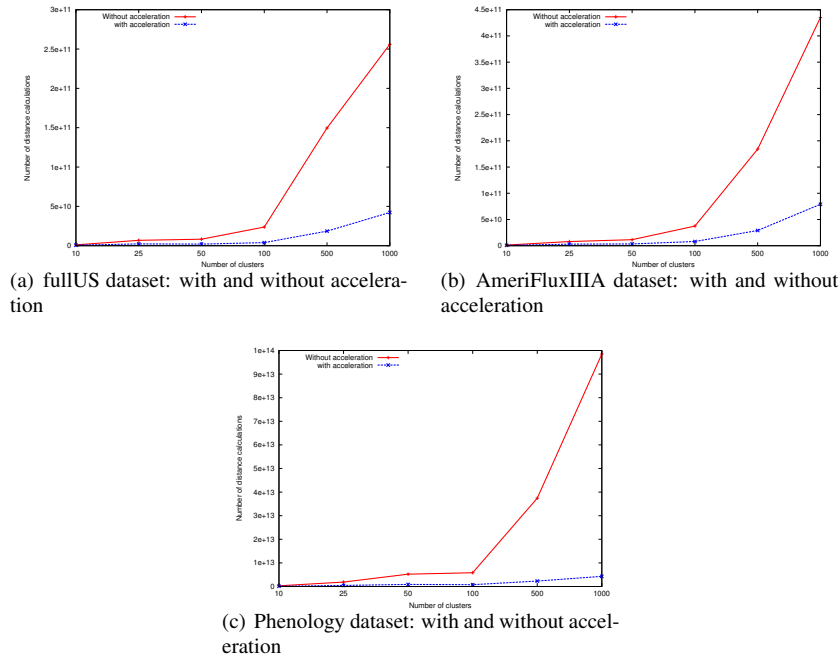 3e+11
2.5e+11
2e+11
1.5e+11
1e+11
5e+10
0
Number of distance calculations
Without acceleration
with acceleration
10 25 50 100 500 1000
Number of clusters
(a) fullUS dataset: with and without accelera-
tion
4.5e+11
4e+11
4.5e+11
3e+11
2.5e+11
2e+11
1.5e+11
1e+11
5e+10
0
Number of distance calculations
Without acceleration
with acceleration
10 25 50 100 500 1000
Number of clusters
(b) AmeriFluxIIIA dataset: with and without
acceleration
1e+14
9e+13
8e+13
7e+13
6e+13
5e+13
4e+13
3e+13
2e+13
1e+13
0
Number of distance calculations
Without acceleration
with acceleration
10 25 50 100 500 1000
Number of clusters
(c) Phenology dataset: with and without accel-
eration